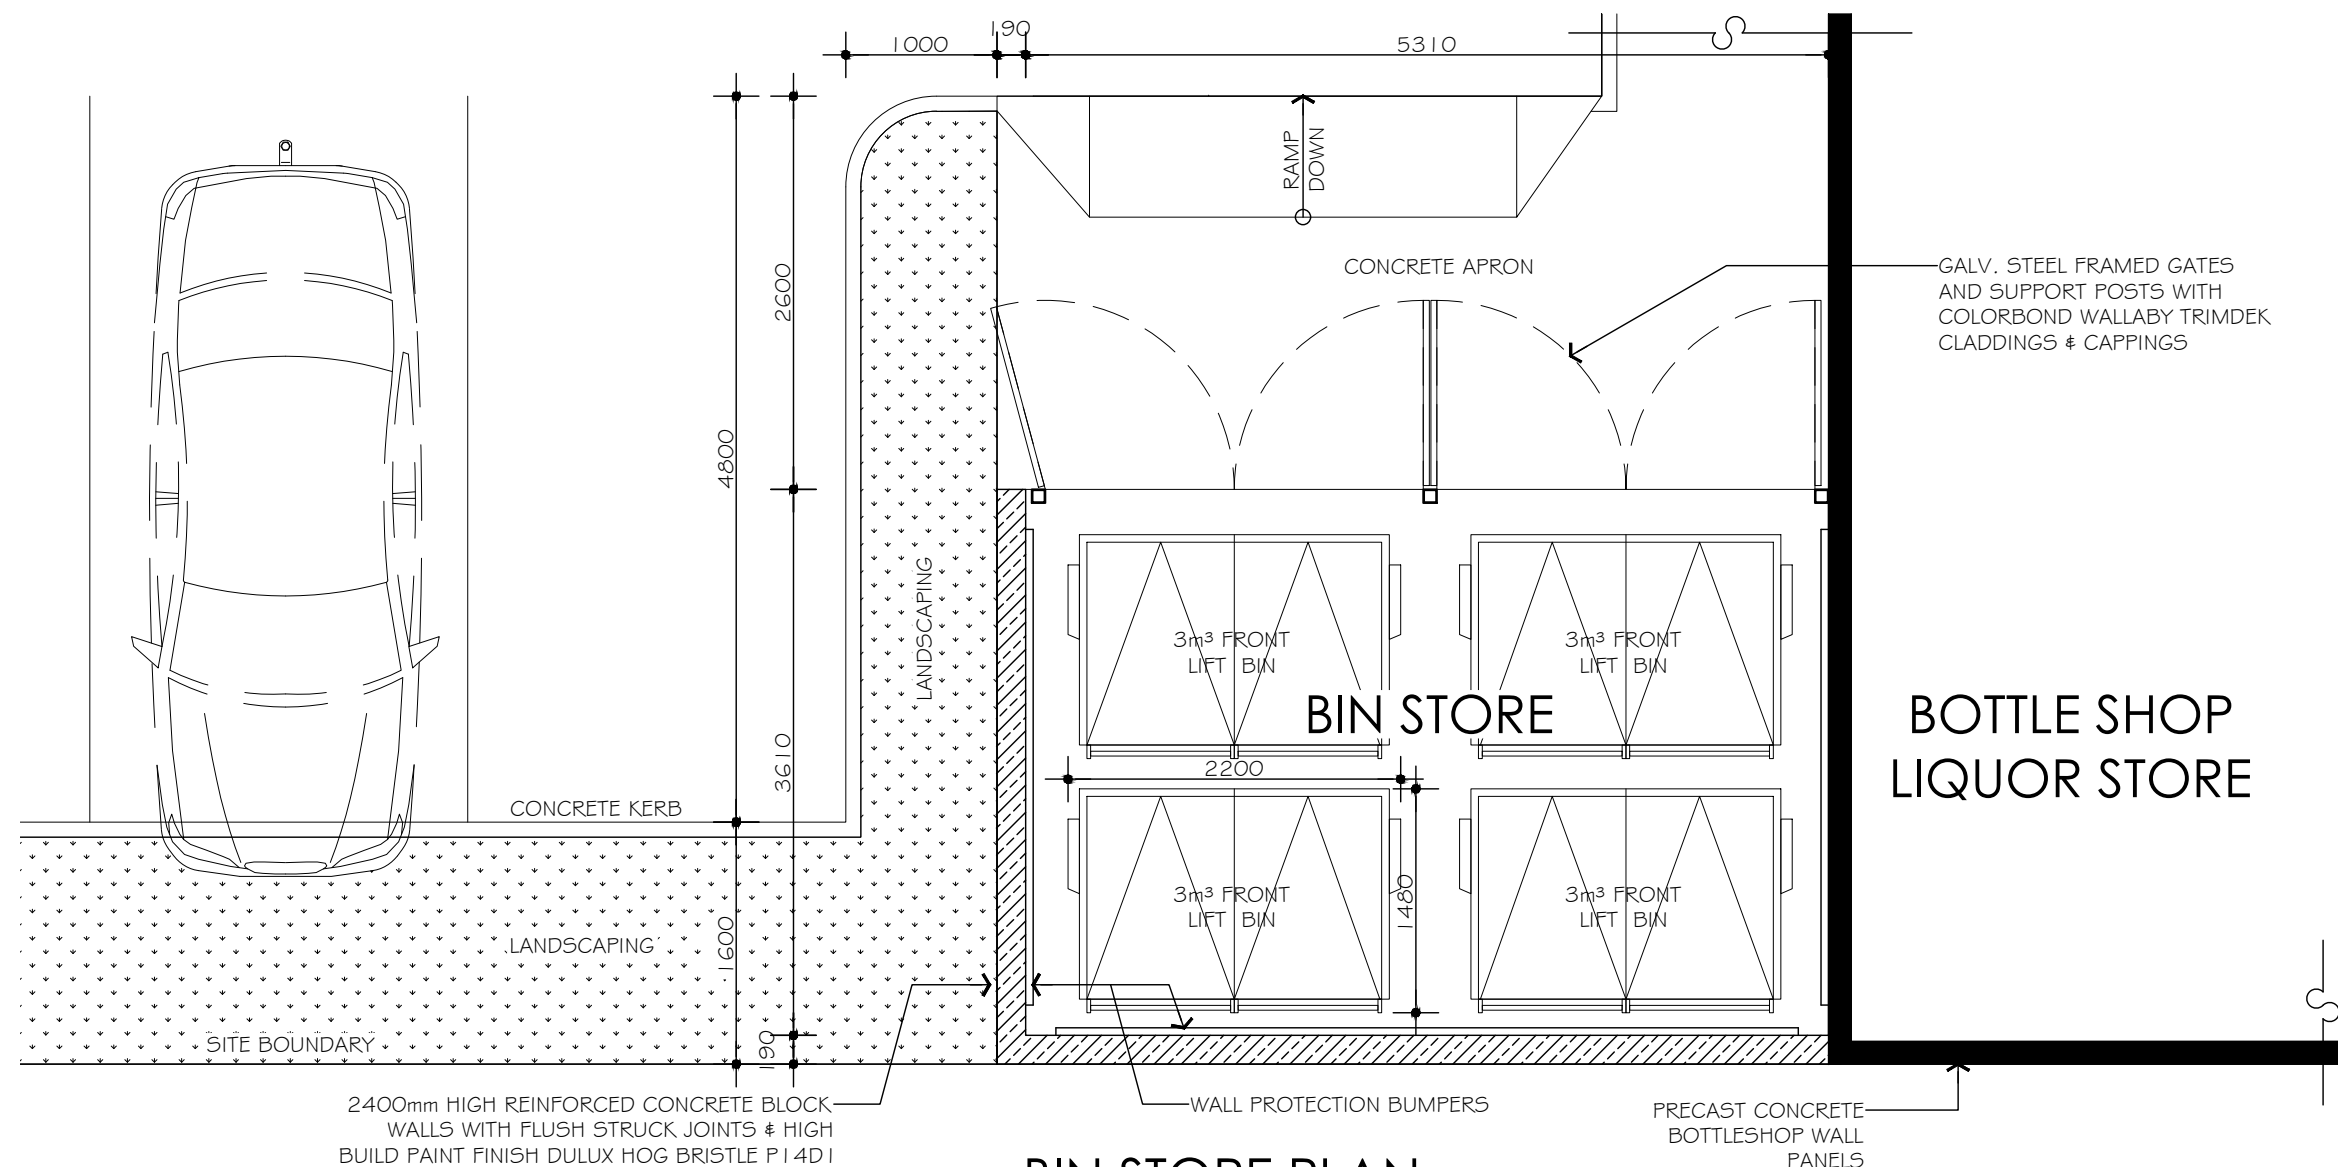 190
1000
5310
RAMP
DOWN
CONCRETE APRON
GALV. STEEL FRAMED GATES
AND SUPPORT POSTS WITH
COLORBOND WALLABY TRIMDEK
CLADDINGS & CAPPINGS
2600
4800
LANDSCAPING
3m³ FRONT
LIFT BIN
3m³ FRONT
LIFT BIN
BIN STORE
BOTTLE SHOP
LIQUOR STORE
3610
2200
CONCRETE KERB
3m³ FRONT
LIFT BIN
1480
3m³ FRONT
LIFT BIN
LANDSCAPING
1600
SITE BOUNDARY
190
2400mm HIGH REINFORCED CONCRETE BLOCK
WALLS WITH FLUSH STRUCK JOINTS & HIGH
BUILD PAINT FINISH DULUX HOG BRISTLE P14D1
WALL PROTECTION BUMPERS
PRECAST CONCRETE
BOTTLESHOP WALL
PANELS
BIN STORE PLAN